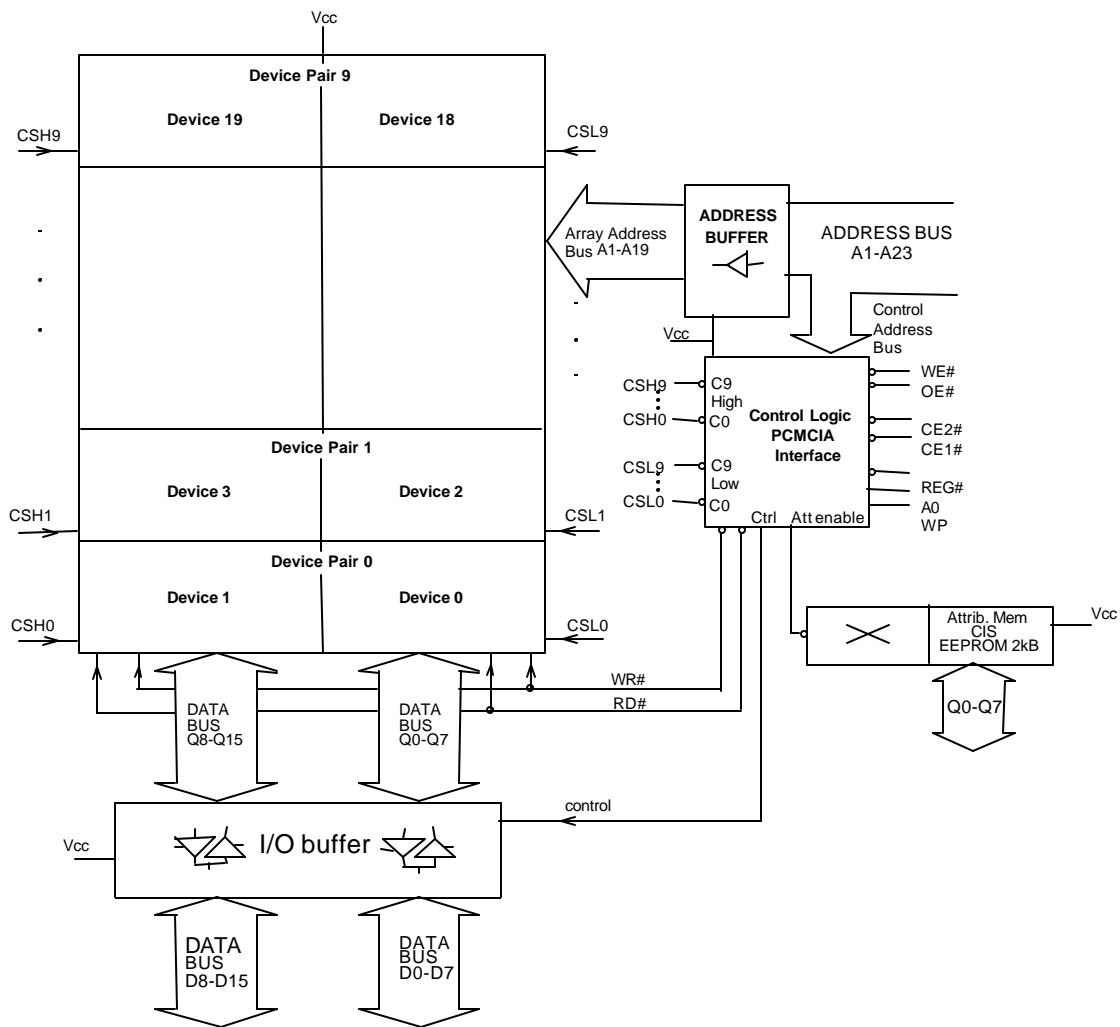 Vcc
Device Pair 9
Device 19
Device 18
CSH9
CSL9
ADDRESS
BUFFER
Array Address
Bus A1-A19
ADDRESS BUS
A1-A23
Control
Address
Bus
Vcc
CSH9
C9
High
CSH0
C0
CSL9
C9
Low
CSL0
C0
Control Logic
PCMCIA
Interface
WE#
OE#
CE2#
CE1#
REG#
A0
WP
Ctrl
Att enable
Device Pair 1
Device 3
Device 2
CSH1
CSL1
Device Pair 0
Device 1
Device 0
CSH0
CSL0
Attrib. Mem
CIS
EEPROM 2kB
Vcc
Q0-Q7
WR#
RD#
DATA
BUS
Q8-Q15
DATA
BUS
Q0-Q7
control
Vcc
I/O buffer
DATA
BUS
D8-D15
DATA
BUS
D0-D7